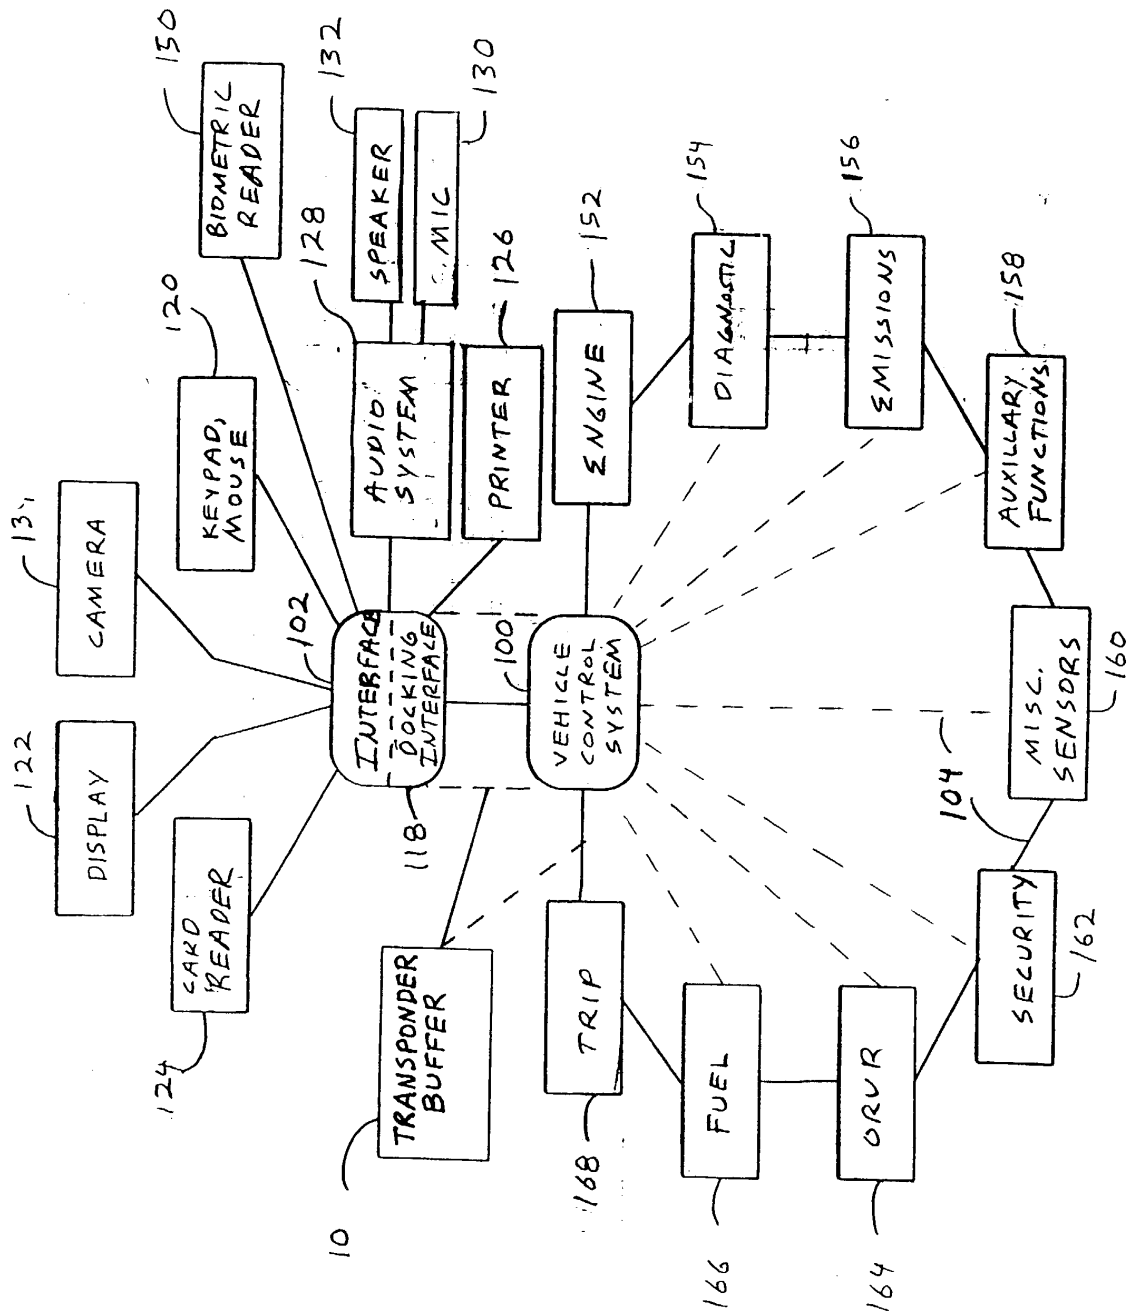 124
CARD
READER
122
DISPLAY
CAMERA
120
KEYPAD,
MOUSE
150
BIOMETRIC
READER
10
TRANSPONDER
BUFFER
118
102
INTERFACE
DOCKING
INTERFACE
128
AUDIO
SYSTEM
132
SPEAKER
MIC
130
126
PRINTER
168
TRIP
100
VEHICLE
CONTROL
SYSTEM
ENGINE
152
166
FUEL
DIAGNOSTIC
154
164
ORVR
EMISSIONS
156
104
SECURITY
162
MISC.
SENSORS
160
AUXILLARY
FUNCTIONS
158